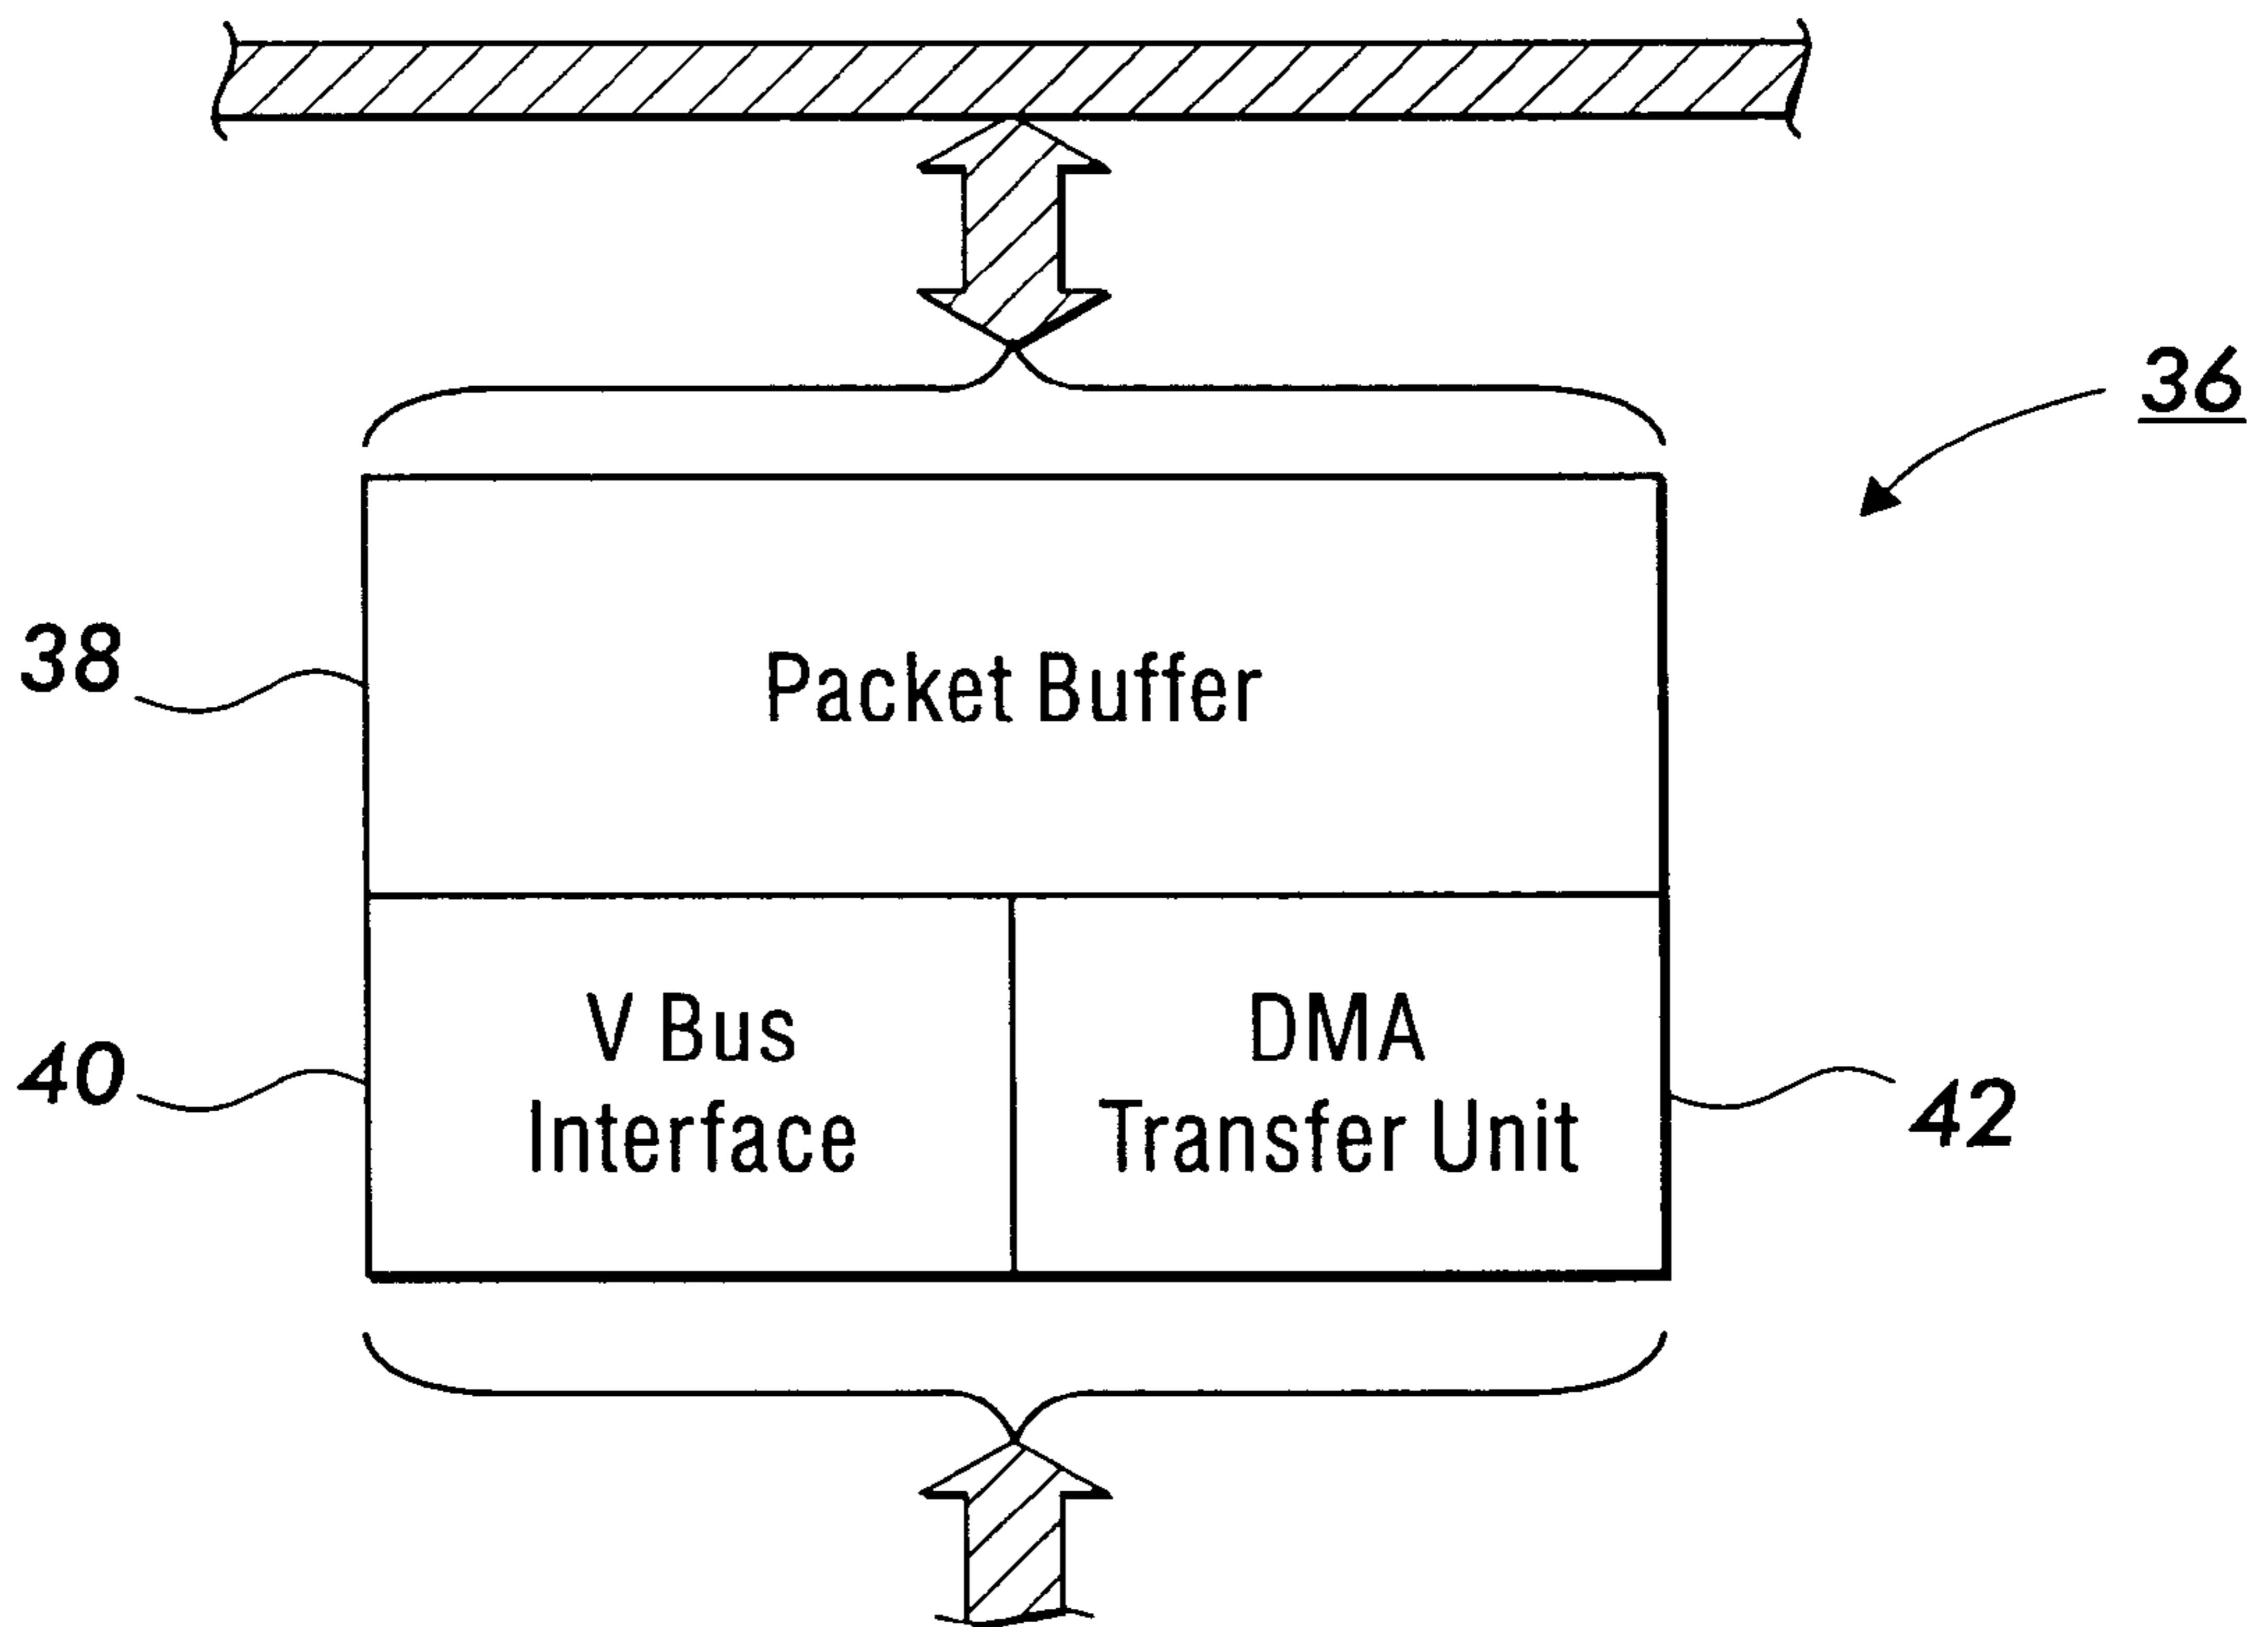 36
38
Packet Buffer
V Bus
Interface
DMA
Transfer Unit
40
42